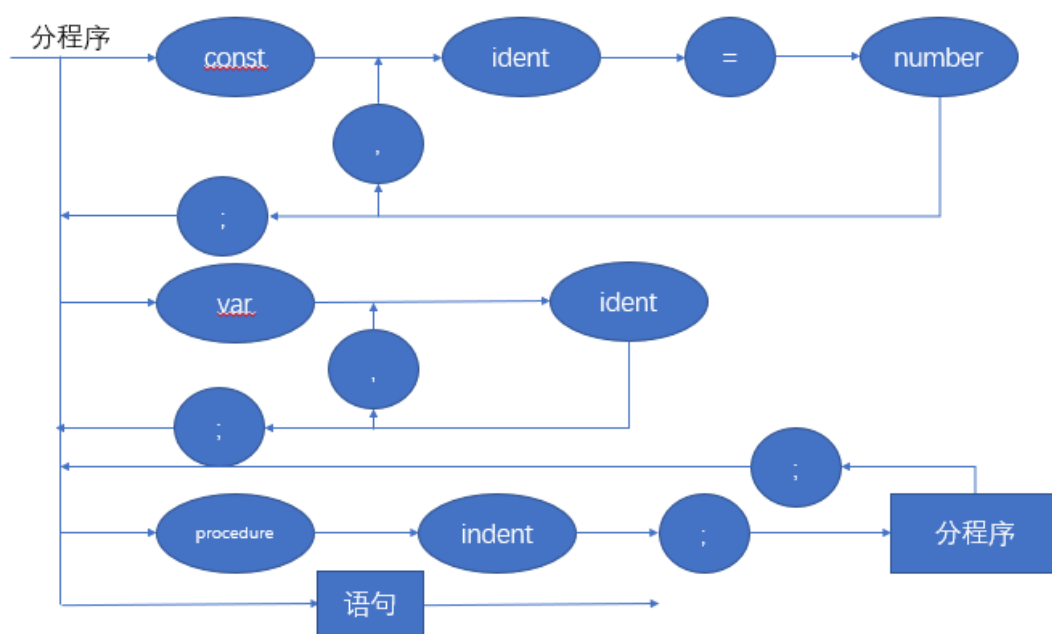 分程序
const
ident
=
number
,
;
var
ident
,
;
;
procedure
indent
;
分程序
语句